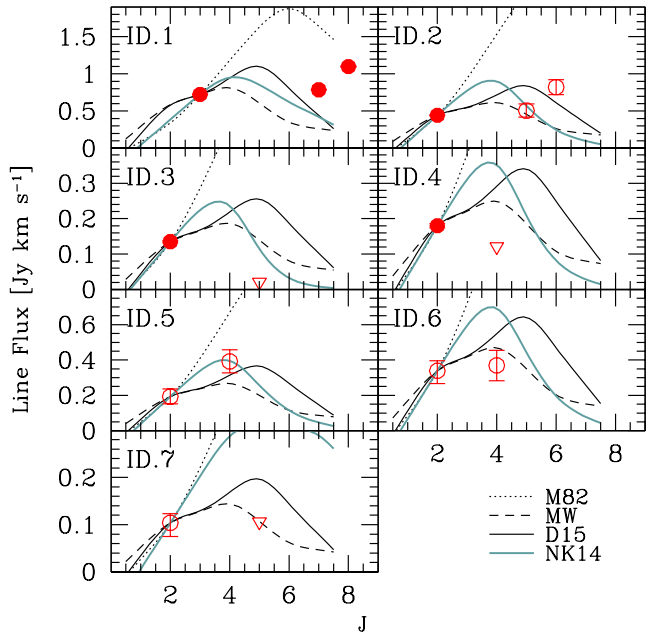 ID.1
ID.2
1.5
1
0.5
0
ID.3
ID.4
0.3
0.2
0.1
0
ID.5
ID.6
0.6
0.4
0.2
0
ID.7
0.2
0.1
0
2 4 6 8
2 4 6 8
Line Flux [Jy km s⁻¹]
J
M82
MW
D15
NK14